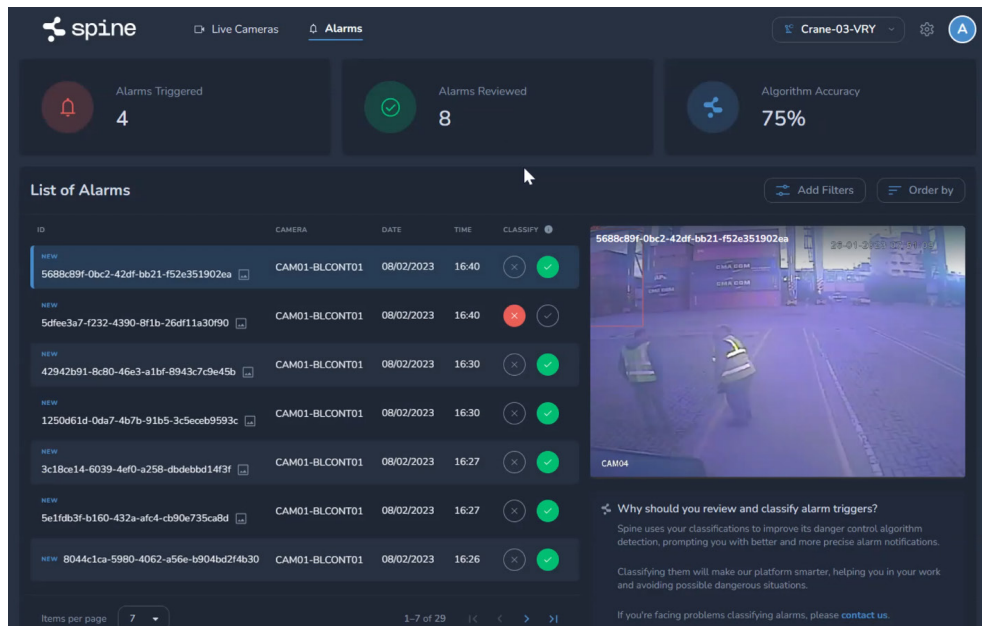 spine
Live Cameras
Alarms
Crane-03-VRY
A
Alarms Triggered
4
Alarms Reviewed
8
Algorithm Accuracy
75%
List of Alarms
Add Filters
Order by
ID CAMERA DATE TIME CLASSIFY
NEW
5688c89f-0bc2-42df-bb21-f52e351902ea CAM01-BLCONT01 08/02/2023 16:40
NEW
5dfee3a7-f232-4390-8f1b-26df11a30f90 CAM01-BLCONT01 08/02/2023 16:40
NEW
42942b91-8c80-46e3-a1bf-8943c7c9e45b CAM01-BLCONT01 08/02/2023 16:30
NEW
1250d61d-0da7-4b7b-91b5-3c5eceb9593c CAM01-BLCONT01 08/02/2023 16:30
NEW
3c18ce14-6039-4ef0-a258-dbdebbd14f3f CAM01-BLCONT01 08/02/2023 16:27
NEW
5e1fdb3f-b160-432a-afc4-cb90e735ca8d CAM01-BLCONT01 08/02/2023 16:27
NEW 8044c1ca-5980-4062-a56e-b904bd2f4b30 CAM01-BLCONT01 08/02/2023 16:26
Items per page 7 1–7 of 29
5688c89f-0bc2-42df-bb21-f52e351902ea
CMA CGM
CMA CGM
CAM04
Why should you review and classify alarm triggers?
Spine uses your classifications to improve its danger control algorithm
detection, prompting you with better and more precise alarm notifications.
Classifying them will make our platform smarter, helping you in your work
and avoiding possible dangerous situations.
If you're facing problems classifying alarms, please contact us.